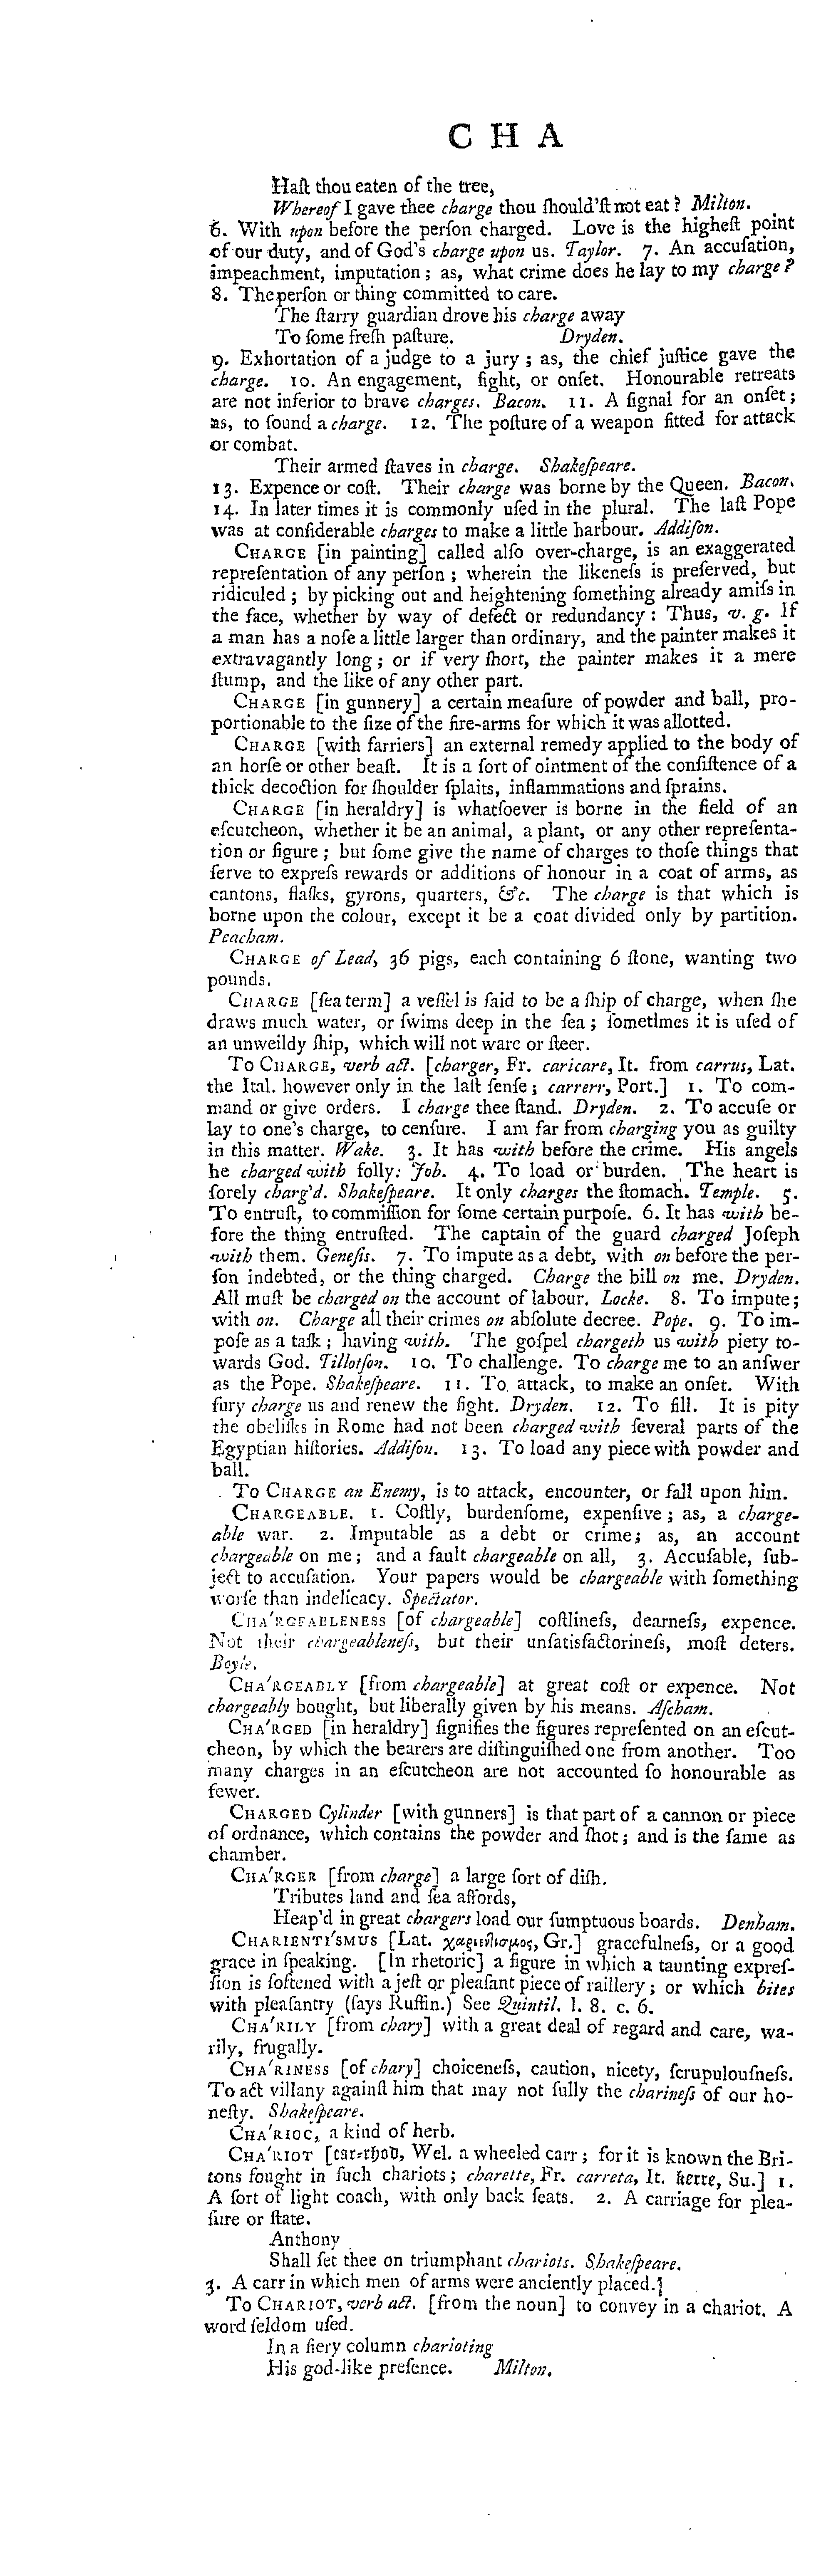 C H A
Haſt thou eaten of the tree,
Whereof I gave thee charge thou ſhould'ſt not eat? Milton.
6. With upon before the perſon charged. Love is the higheſt point
of our duty, and of God's charge upon us. Taylor. 7. An accuſation,
impeachment, imputation; as, what crime does he lay to my charge?
8. The perſon or thing committed to care.
The ſtarry guardian drove his charge away
To ſome freſh paſture. Dryden.
9. Exhortation of a judge to a jury; as, the chief juſtice gave the
charge. 10. An engagement, fight, or onſet. Honourable retreats
are not inferior to brave charges. Bacon. 11. A ſignal for an onſet;
as, to ſound a charge. 12. The poſture of a weapon fitted for attack
or combat.
Their armed ſtaves in charge. Shakeſpeare.
13. Expence or coſt. Their charge was borne by the Queen. Bacon.
14. In later times it is commonly uſed in the plural. The laſt Pope
was at conſiderable charges to make a little harbour. Addiſon.
CHARGE [in painting] called alſo over-charge, is an exaggerated
repreſentation of any perſon; wherein the likeneſs is preſerved, but
ridiculed; by picking out and heightening ſomething already amiſs in
the face, whether by way of defect or redundancy: Thus, v. g. If
a man has a noſe a little larger than ordinary, and the painter makes it
extravagantly long; or if very ſhort, the painter makes it a mere
ſtump, and the like of any other part.
CHARGE [in gunnery] a certain meaſure of powder and ball, pro-
portionable to the ſize of the fire-arms for which it was allotted.
CHARGE [with farriers] an external remedy applied to the body of
an horſe or other beaſt. It is a ſort of ointment of the conſiſtence of a
thick decoction for ſhoulder ſplaits, inflammations and ſprains.
CHARGE [in heraldry] is whatſoever is borne in the field of an
eſcutcheon, whether it be an animal, a plant, or any other repreſenta-
tion or figure; but ſome give the name of charges to thoſe things that
ſerve to expreſs rewards or additions of honour in a coat of arms, as
cantons, flaſks, gyrons, quarters, &c. The charge is that which is
borne upon the colour, except it be a coat divided only by partition.
Peacham.
CHARGE of Lead, 36 pigs, each containing 6 ſtone, wanting two
pounds.
CHARGE [ſea term] a veſſel is ſaid to be a ſhip of charge, when ſhe
draws much water, or ſwims deep in the ſea; ſometimes it is uſed of
an unweildy ſhip, which will not ware or ſteer.
To CHARGE, verb act. [charger, Fr. caricare, It. from carrus, Lat.
the Ital. however only in the laſt ſenſe; carrerr, Port.] 1. To com-
mand or give orders. I charge thee ſtand. Dryden. 2. To accuſe or
lay to one's charge, to cenſure. I am far from charging you as guilty
in this matter. Wake. 3. It has with before the crime. His angels
he charged with folly: Job. 4. To load or burden. The heart is
ſorely charg'd. Shakeſpeare. It only charges the ſtomach. Temple. 5.
To entruſt, to commiſſion for ſome certain purpoſe. 6. It has with be-
fore the thing entruſted. The captain of the guard charged Joſeph
with them. Geneſis. 7. To impute as a debt, with on before the per-
ſon indebted, or the thing charged. Charge the bill on me. Dryden.
All muſt be charged on the account of labour. Locke. 8. To impute;
with on. Charge all their crimes on abſolute decree. Pope. 9. To im-
poſe as a taſk; having with. The goſpel chargeth us with piety to-
wards God. Tillotſon. 10. To challenge. To charge me to an anſwer
as the Pope. Shakeſpeare. 11. To attack, to make an onſet. With
fury charge us and renew the fight. Dryden. 12. To fill. It is pity
the obeliſks in Rome had not been charged with ſeveral parts of the
Egyptian hiſtories. Addiſon. 13. To load any piece with powder and
ball.
To CHARGE an Enemy, is to attack, encounter, or fall upon him.
CHARGEABLE. 1. Coſtly, burdenſome, expenſive; as, a charge-
able war. 2. Imputable as a debt or crime; as, an account
chargeable on me; and a fault chargeable on all, 3. Accuſable, ſub-
ject to accuſation. Your papers would be chargeable with ſomething
worſe than indelicacy. Spectator.
CHA'RGEABLENESS [of chargeable] coſtlineſs, dearneſs, expence.
Not their chargeableneſs, but their unſatisfactorineſs, moſt deters.
Boyle.
CHA'RGEABLY [from chargeable] at great coſt or expence. Not
chargeably bought, but liberally given by his means. Aſcham.
CHA'RGED [in heraldry] ſignifies the figures repreſented on an eſcut-
cheon, by which the bearers are diſtinguiſhed one from another. Too
many charges in an eſcutcheon are not accounted ſo honourable as
fewer.
CHARGED Cylinder [with gunners] is that part of a cannon or piece
of ordnance, which contains the powder and ſhot; and is the ſame as
chamber.
CHA'RGER [from charge] a large ſort of diſh.
Tributes land and ſea affords,
Heap'd in great chargers load our ſumptuous boards. Denham.
CHARIENTI'SMUS [Lat. χαριεντισμος, Gr.] gracefulneſs, or a good
grace in ſpeaking. [In rhetoric] a figure in which a taunting expreſ-
ſion is ſoftened with a jeſt or pleaſant piece of raillery; or which bites
with pleaſantry (ſays Ruffin.) See Quintil. l. 8. c. 6.
CHA'RILY [from chary] with a great deal of regard and care, wa-
rily, frugally.
CHA'RINESS [of chary] choiceneſs, caution, nicety, ſcrupulouſneſs.
To act villany againſt him that may not ſully the charineſs of our ho-
neſty. Shakeſpeare.
CHA'RIOC, a kind of herb.
CHA'RIOT [car-rhod, Wel. a wheeled carr; for it is known the Bri-
tons fought in ſuch chariots; charette, Fr. carreta, It. kerre, Su.] 1.
A ſort of light coach, with only back ſeats. 2. A carriage for plea-
ſure or ſtate.
Anthony
Shall ſet thee on triumphant chariots. Shakeſpeare.
3. A carr in which men of arms were anciently placed.]
To CHARIOT, verb act. [from the noun] to convey in a chariot. A
word ſeldom uſed.
In a fiery column charioting
His god-like preſence. Milton.